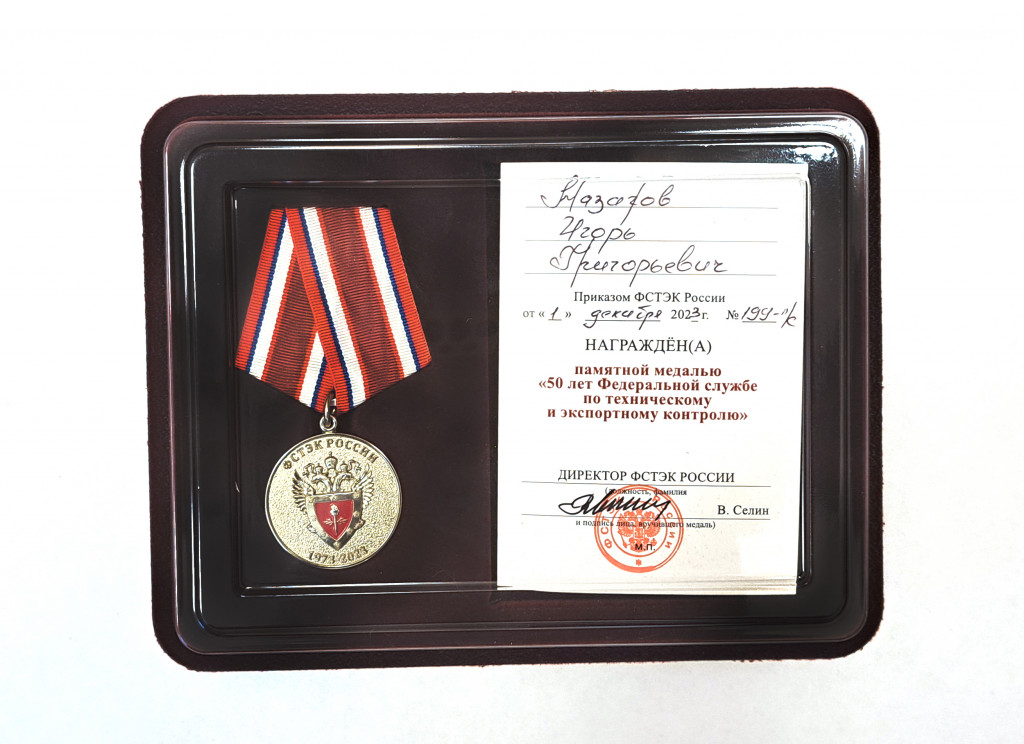 ФСТЭК РОССИИ
1973 2023
Назаров
Игорь
Григорьевич
Приказом ФСТЭК России
от « 1 » декабря 2023 г. № 199-л/с
НАГРАЖДЁН(А)
памятной медалью
«50 лет Федеральной службе
по техническому
и экспортному контролю»
ДИРЕКТОР ФСТЭК РОССИИ
(должность, фамилия
В. Селин
и подпись лица, вручившего медаль)
М.П.